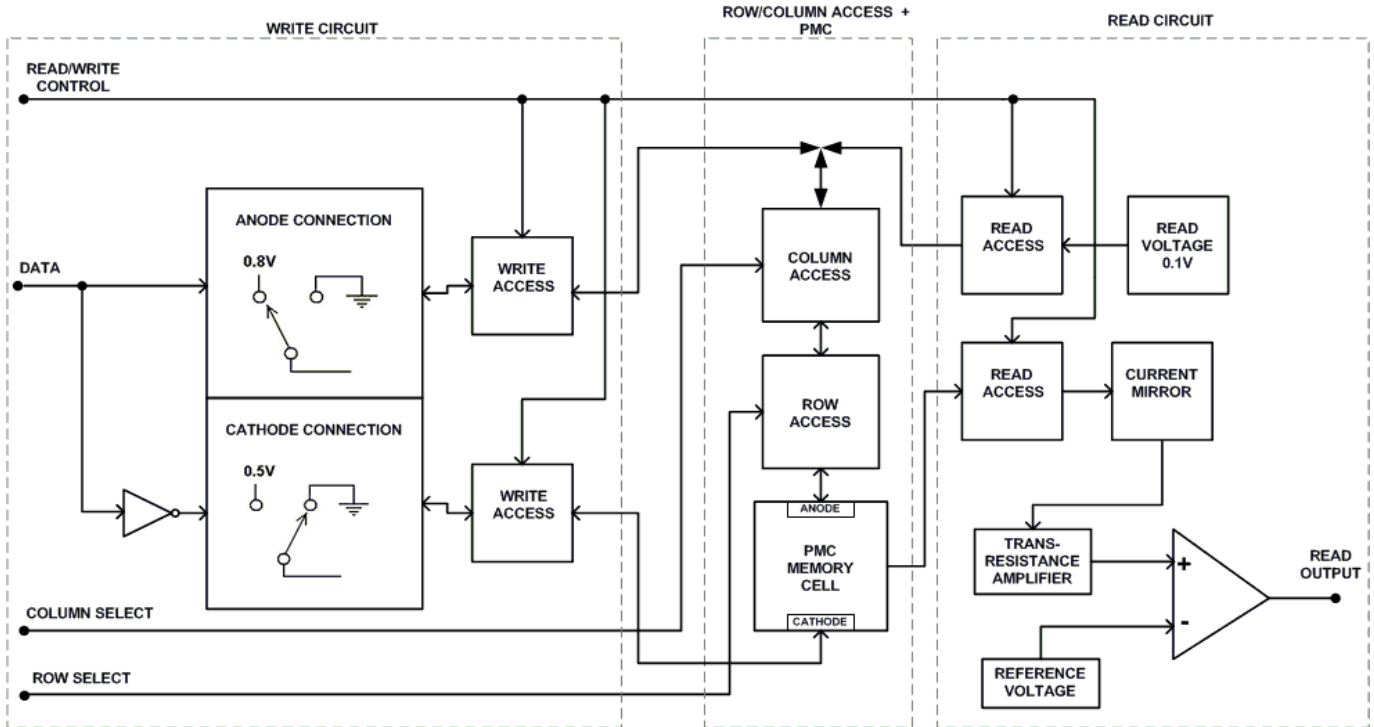 WRITE CIRCUIT
ROW/COLUMN ACCESS +
PMC
READ CIRCUIT
READ/WRITE
CONTROL
ANODE CONNECTION
0.8V
DATA
WRITE
ACCESS
COLUMN
ACCESS
READ
ACCESS
READ
VOLTAGE
0.1V
CATHODE CONNECTION
0.5V
WRITE
ACCESS
ROW
ACCESS
READ
ACCESS
CURRENT
MIRROR
ANODE
PMC
MEMORY
CELL
CATHODE
TRANS-
RESISTANCE
AMPLIFIER
+
-
READ
OUTPUT
REFERENCE
VOLTAGE
COLUMN SELECT
ROW SELECT